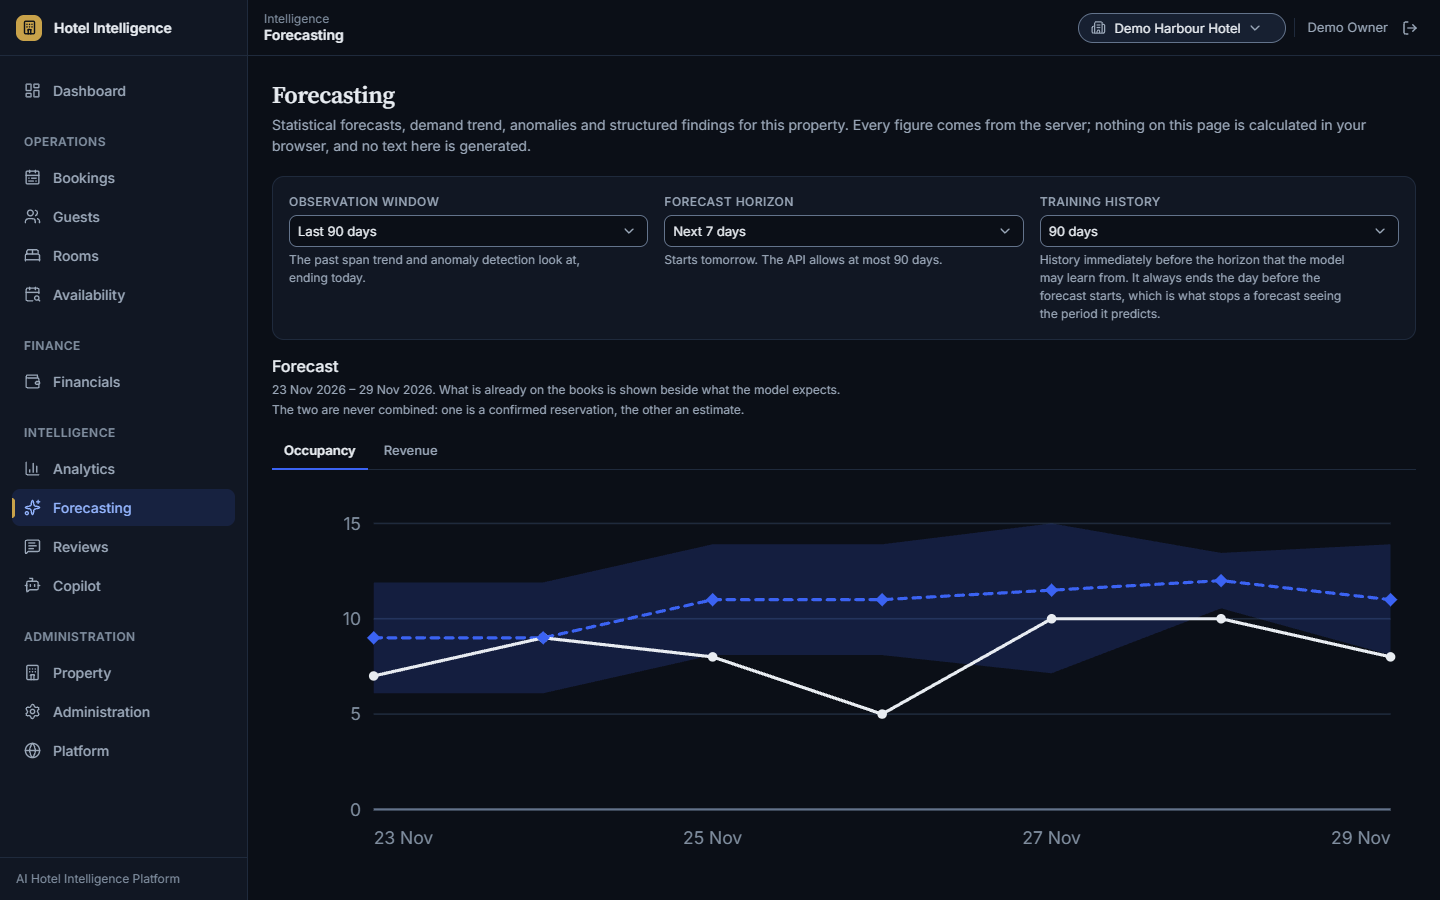 Hotel Intelligence
Intelligence
Forecasting
Demo Harbour Hotel
Demo Owner
Dashboard
OPERATIONS
Bookings
Guests
Rooms
Availability
FINANCE
Financials
INTELLIGENCE
Analytics
Forecasting
Reviews
Copilot
ADMINISTRATION
Property
Administration
Platform
AI Hotel Intelligence Platform
Forecasting
Statistical forecasts, demand trend, anomalies and structured findings for this property. Every figure comes from the server; nothing on this page is calculated in your
browser, and no text here is generated.
OBSERVATION WINDOW
Last 90 days
The past span trend and anomaly detection look at,
ending today.
FORECAST HORIZON
Next 7 days
Starts tomorrow. The API allows at most 90 days.
TRAINING HISTORY
90 days
History immediately before the horizon that the model
may learn from. It always ends the day before the
forecast starts, which is what stops a forecast seeing
the period it predicts.
Forecast
23 Nov 2026 – 29 Nov 2026. What is already on the books is shown beside what the model expects.
The two are never combined: one is a confirmed reservation, the other an estimate.
Occupancy
Revenue
15
10
5
0
23 Nov
25 Nov
27 Nov
29 Nov